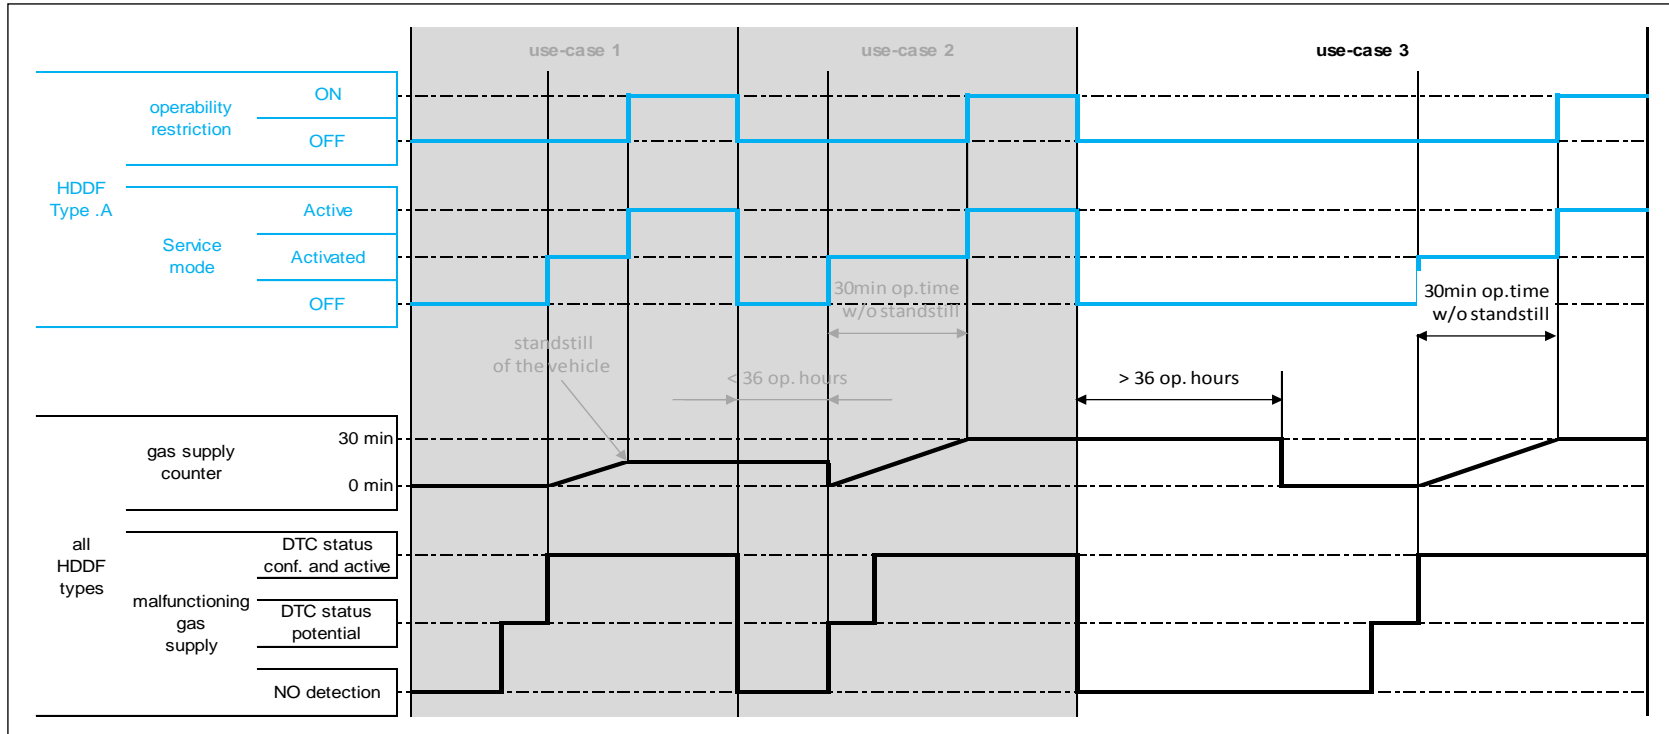 use-case 1
use-case 2
use-case 3
HDDF
Type .A
operability
restriction
ON
OFF
Service
mode
Active
Activated
OFF
30min op.time
w/o standstill
30min op.time
w/o standstill
standstill
of the vehicle
< 36 op. hours
> 36 op. hours
all
HDDF
types
gas supply
counter
30 min
0 min
malfunctioning
gas
supply
DTC status
conf. and active
DTC status
potential
NO detection